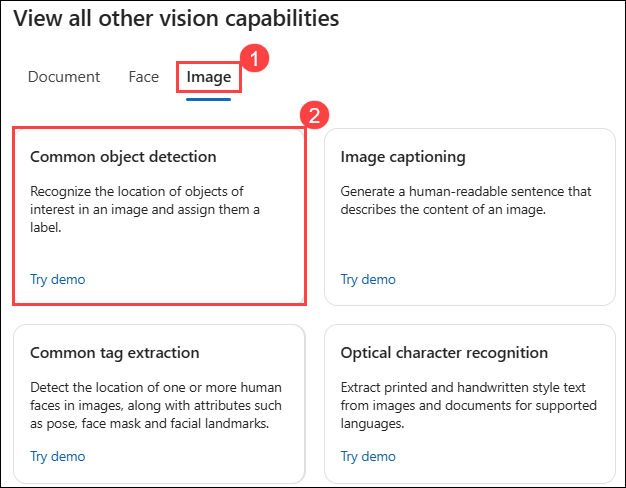 View all other vision capabilities
1
Document Face Image
2
Common object detection
Recognize the location of objects of
interest in an image and assign them a
label.
Try demo
Image captioning
Generate a human-readable sentence that
describes the content of an image.
Try demo
Common tag extraction
Detect the location of one or more human
faces in images, along with attributes such
as pose, face mask and facial landmarks.
Try demo
Optical character recognition
Extract printed and handwritten style text
from images and documents for supported
languages.
Try demo